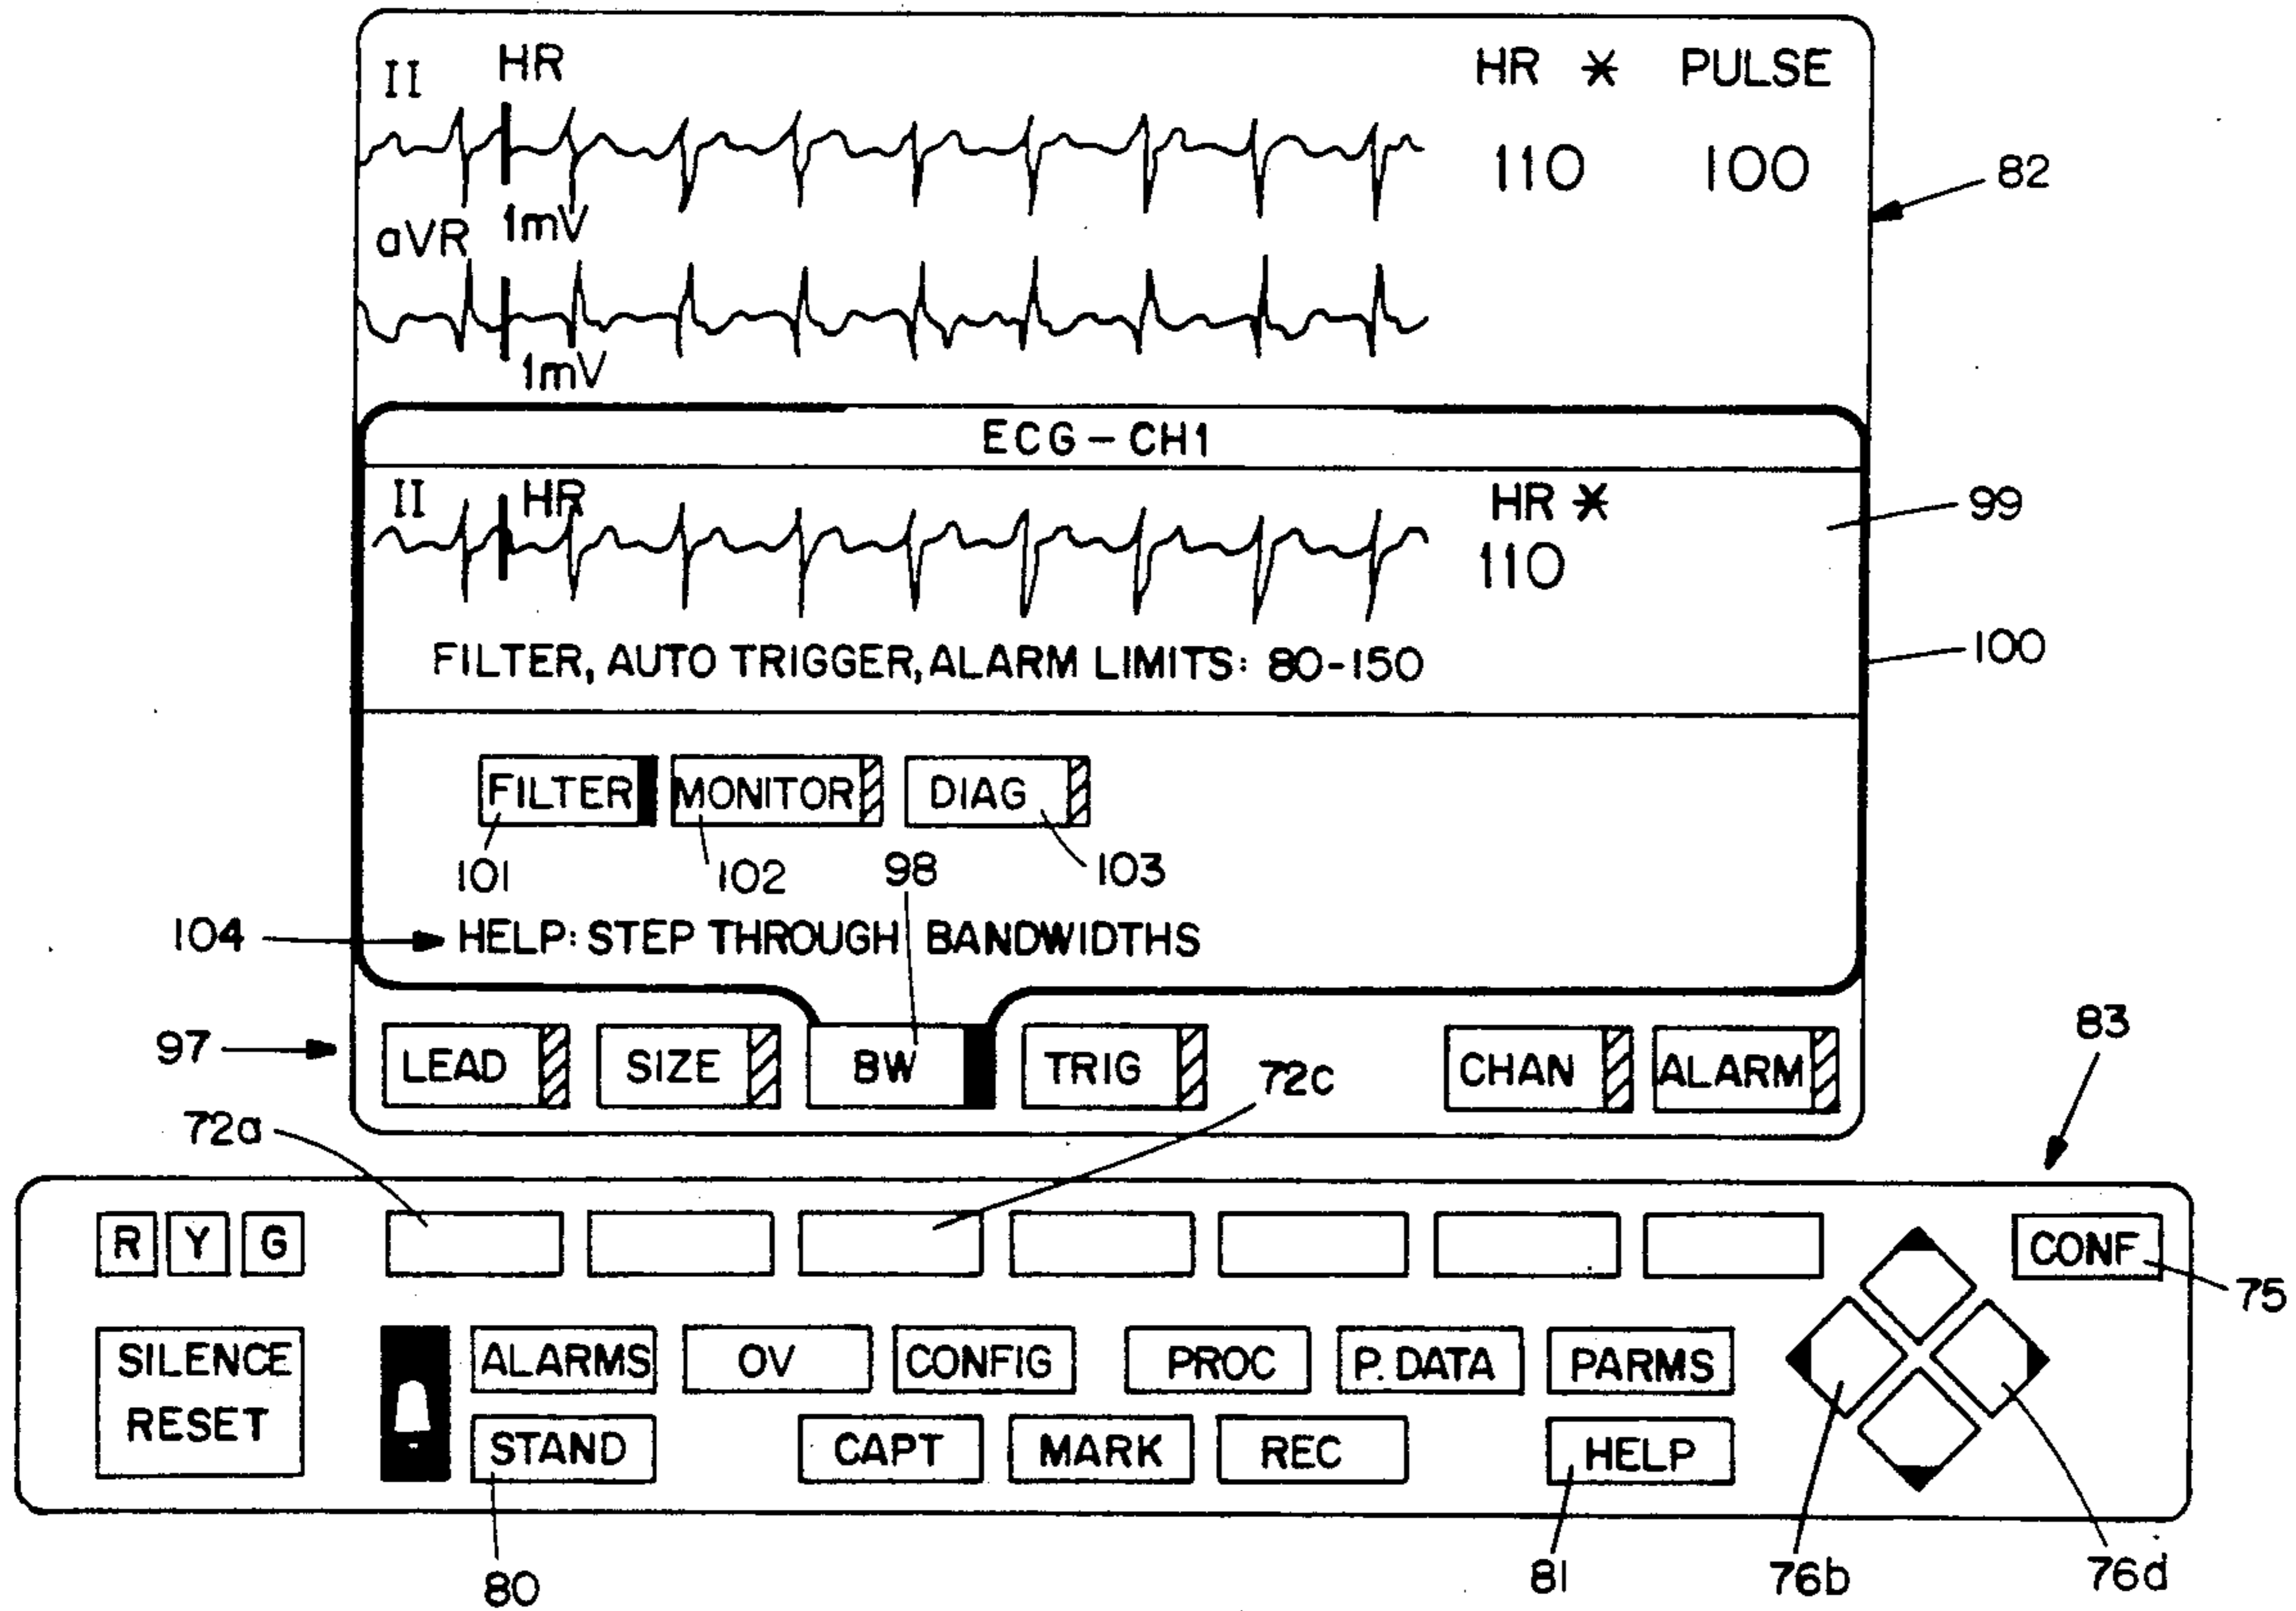 II HR HR * PULSE
110 100
82
1mV
aVR
1mV
ECG-CH1
II HR HR *
99
110
FILTER, AUTO TRIGGER, ALARM LIMITS: 80-150
100
FILTER MONITOR DIAG
101 102 98 103
104 HELP: STEP THROUGH BANDWIDTHS
97 LEAD SIZE BW TRIG CHAN ALARM
83
72a 72c
R Y G CONF
75
SILENCE RESET
ALARMS OV CONFIG PROC P. DATA PARMS
STAND CAPT MARK REC HELP
80 81 76b 76d